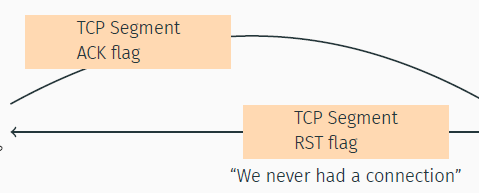 TCP Segment
ACK flag
TCP Segment
RST flag
“We never had a connection”